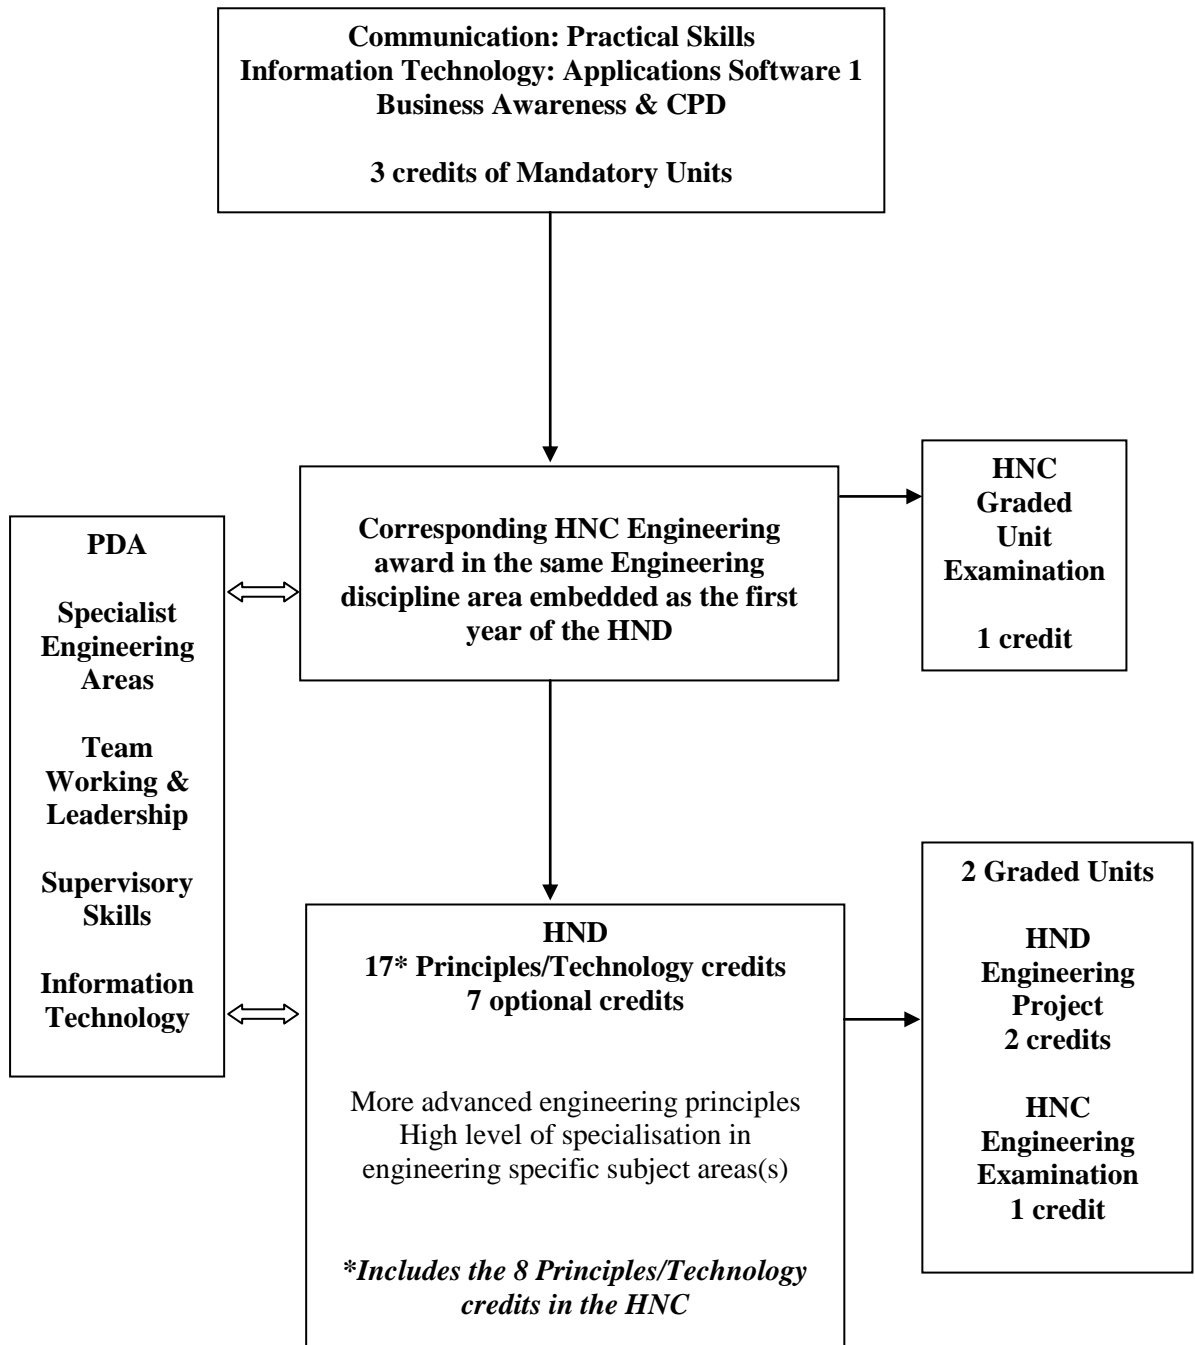 Communication: Practical Skills
Information Technology: Applications Software 1
Business Awareness & CPD
3 credits of Mandatory Units
Corresponding HNC Engineering
award in the same Engineering
discipline area embedded as the first
year of the HND
HNC
Graded
Unit
Examination
1 credit
PDA
Specialist
Engineering
Areas
Team
Working &
Leadership
Supervisory
Skills
Information
Technology
HND
17* Principles/Technology credits
7 optional credits
More advanced engineering principles
High level of specialisation in
engineering specific subject areas(s)
*Includes the 8 Principles/Technology
credits in the HNC
2 Graded Units
HND
Engineering
Project
2 credits
HNC
Engineering
Examination
1 credit